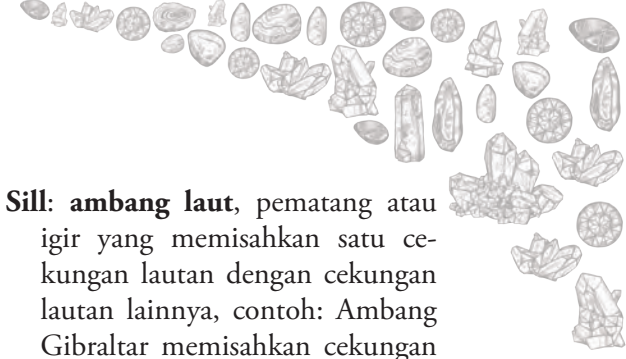 Sill: ambang laut, pematang atau
igir yang memisahkan satu ce-
kungan lautan dengan cekungan
lautan lainnya, contoh: Ambang
Gibraltar memisahkan cekungan